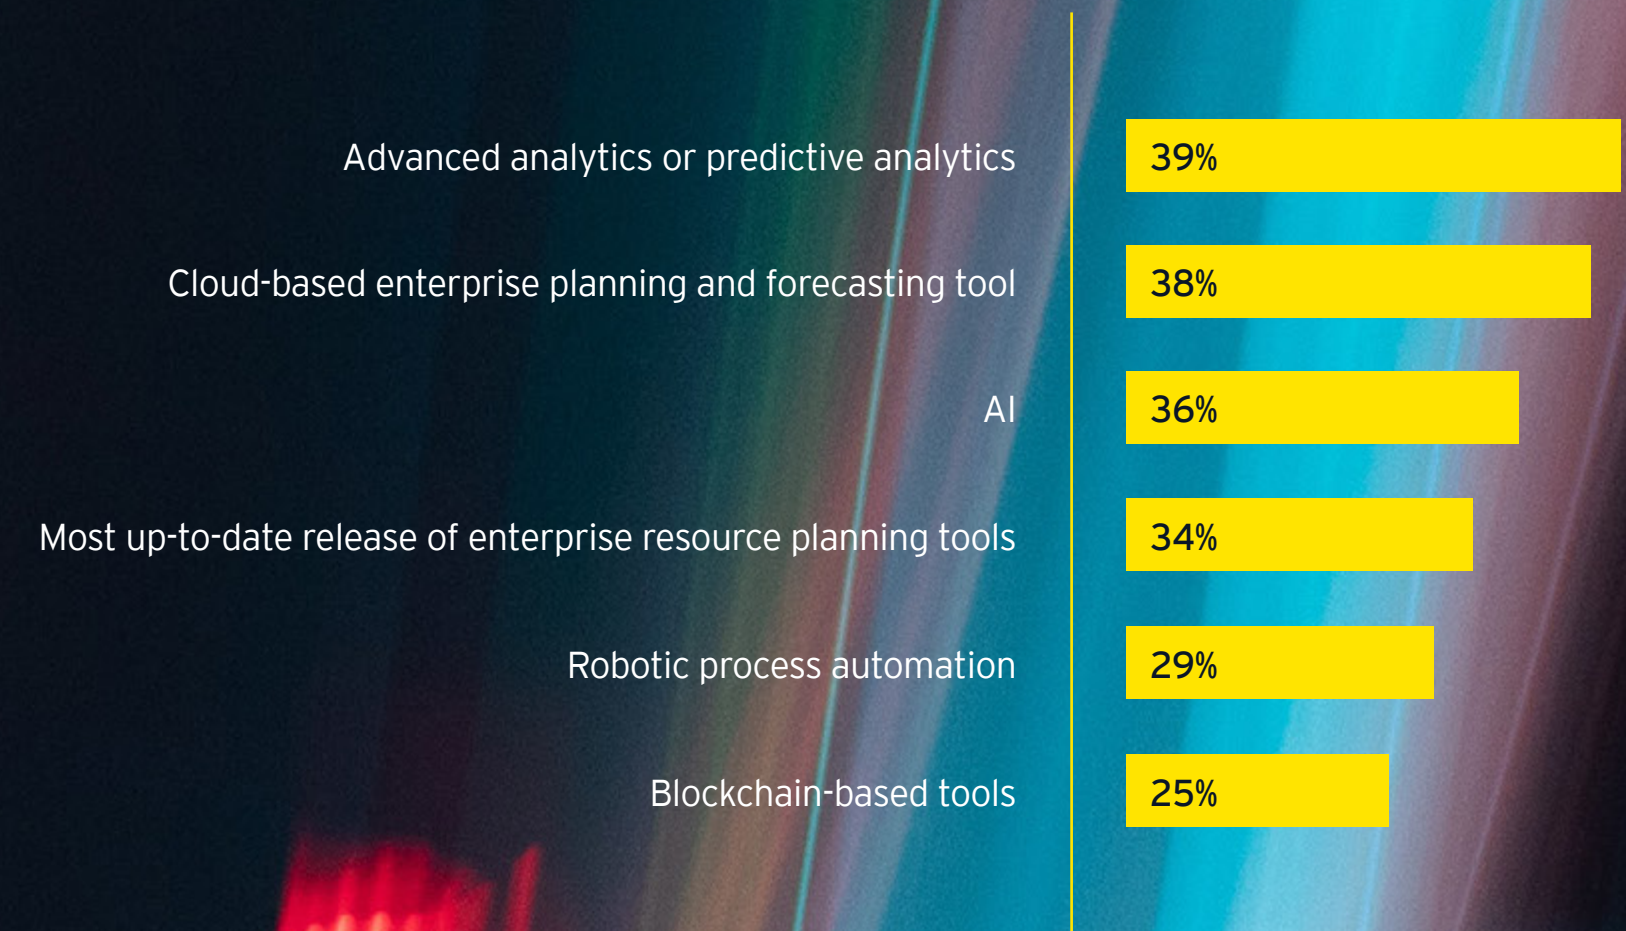 Advanced analytics or predictive analytics 39%
Cloud-based enterprise planning and forecasting tool 38%
AI 36%
Most up-to-date release of enterprise resource planning tools 34%
Robotic process automation 29%
Blockchain-based tools 25%